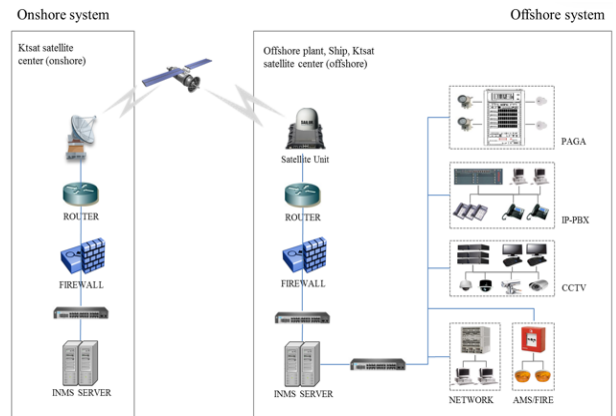 Onshore system
Offshore system
Ktsat satellite
center (onshore)
Offshore plant, Ship, Ktsat
satellite center (offshore)
SAILOR
Satellite Unit
PAGA
ROUTER
ROUTER
IP-PBX
FIREWALL
FIREWALL
CCTV
INMS SERVER
INMS SERVER
NETWORK
AMS/FIRE